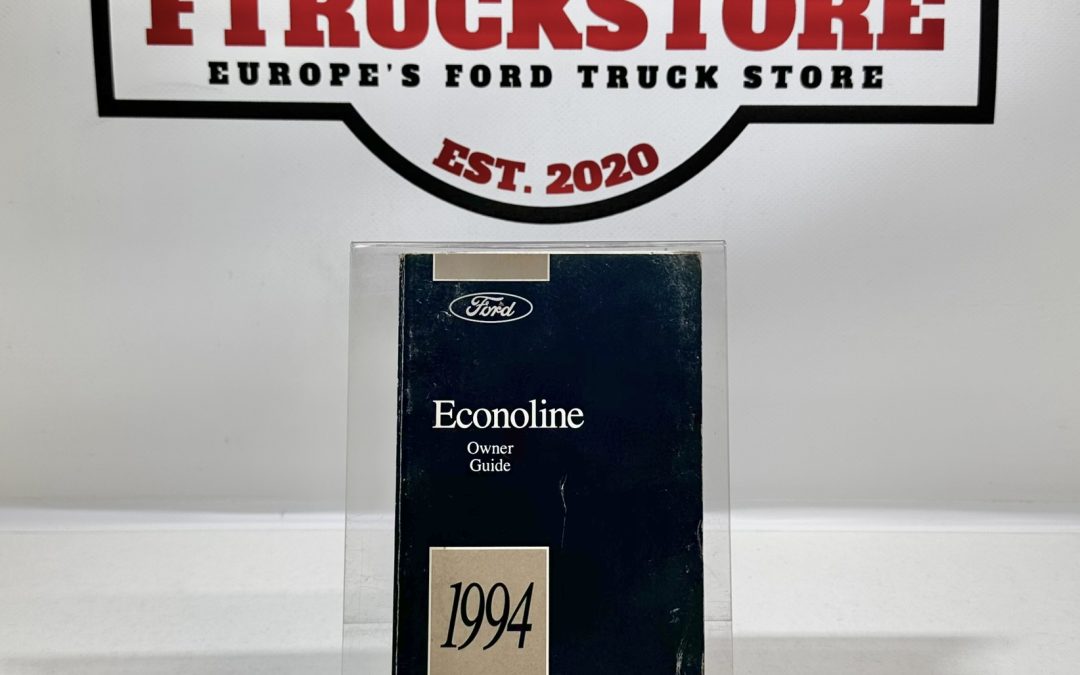 FTRUCKSTORE
EUROPE'S FORD TRUCK STORE
EST. 2020
Ford
Econoline
Owner
Guide
1994